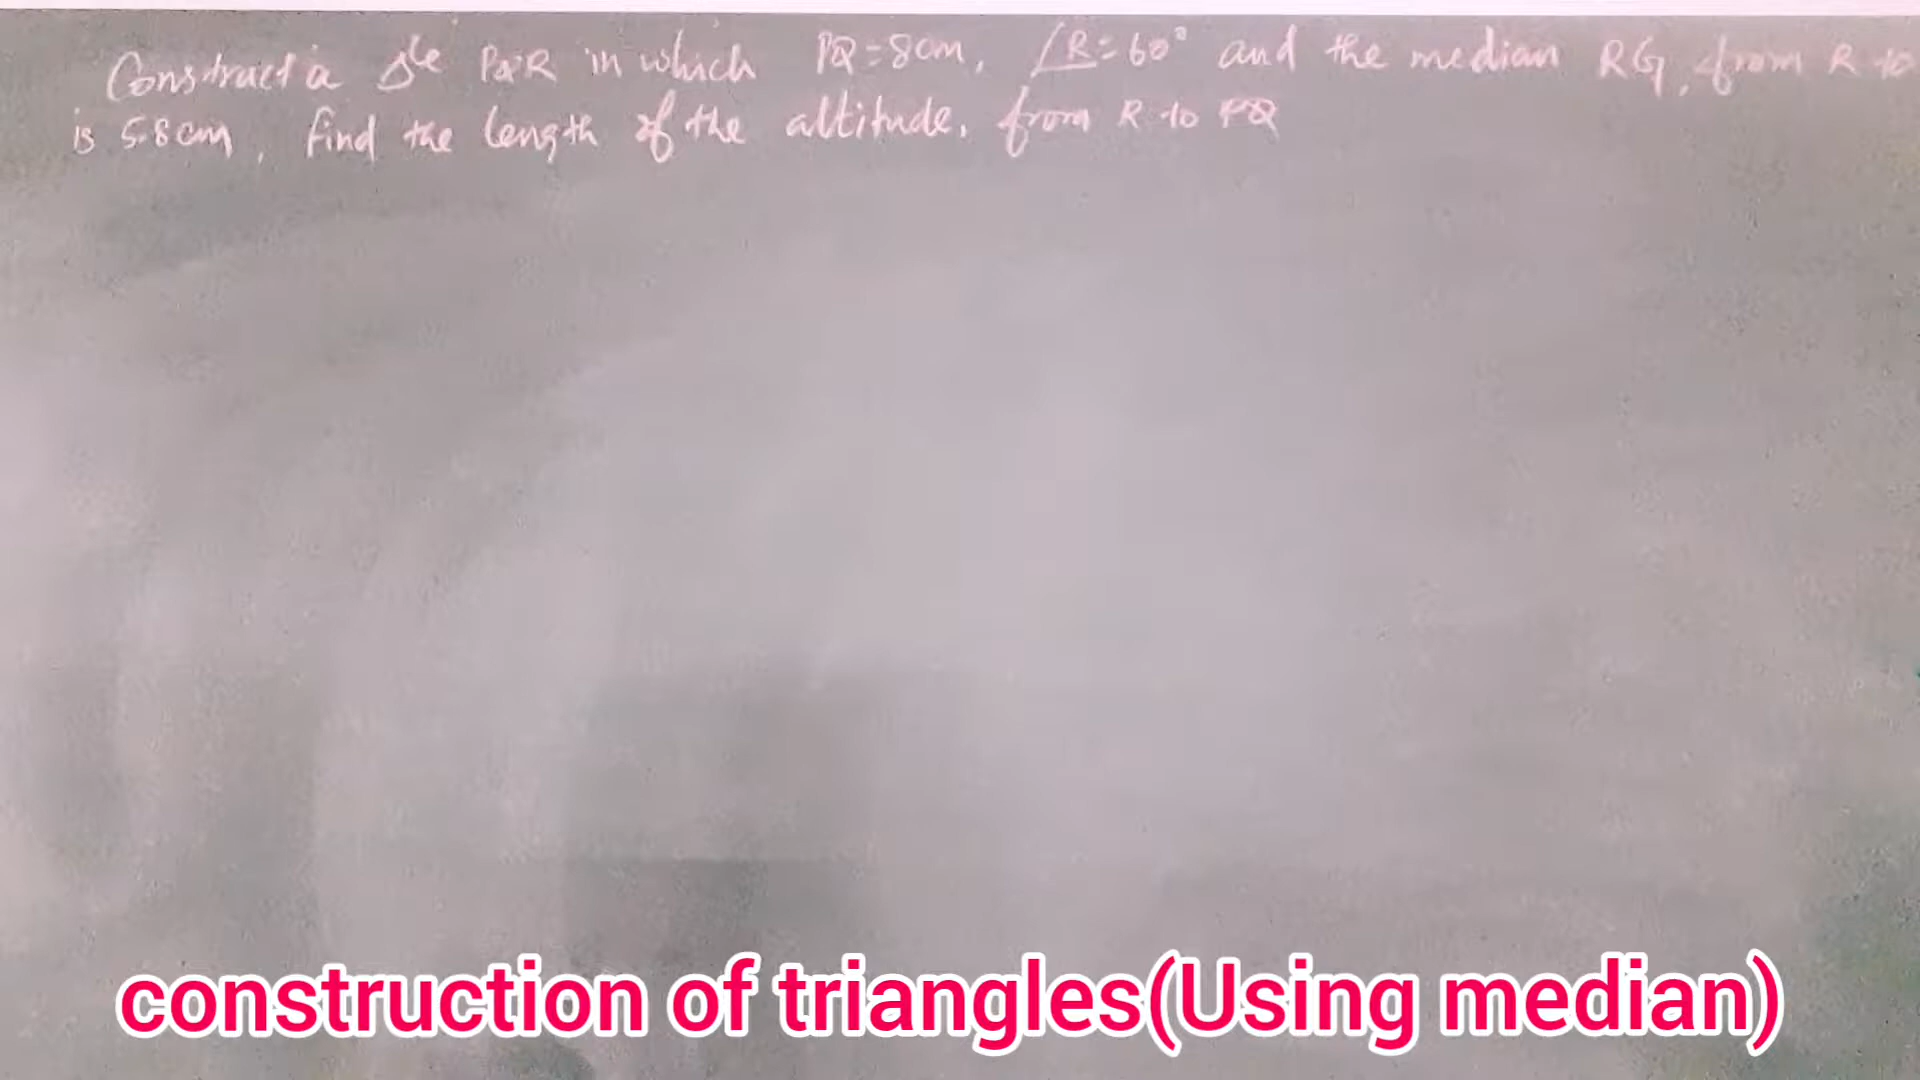 Construct a Δle PQR in which PQ = 8cm, ∠R = 60° and the median RG, from R to
is 5.8cm, find the length of the altitude, from R to PQ
construction of triangles(Using median)